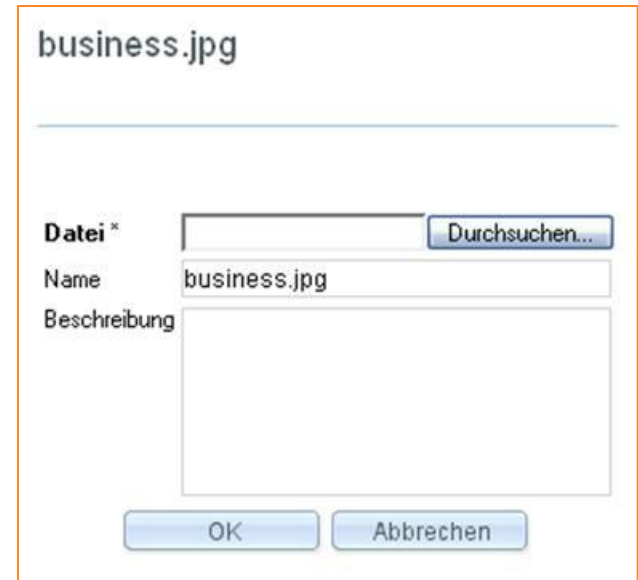 business.jpg
Datei * Durchsuchen...
Name business.jpg
Beschreibung
OK Abbrechen